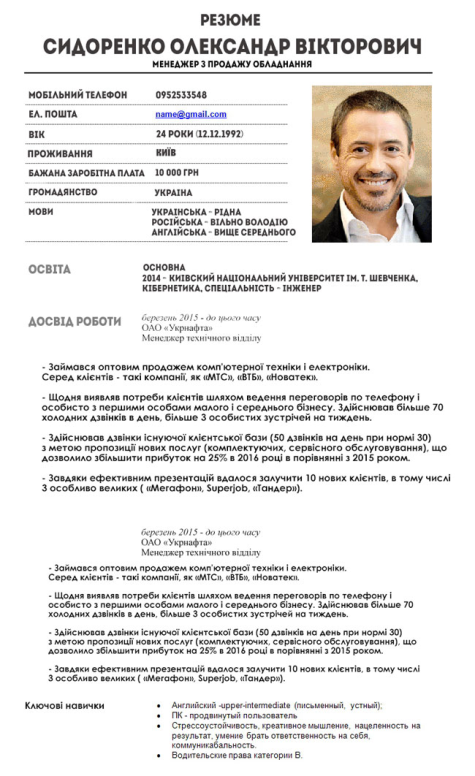 РЕЗЮМЕ
СИДОРЕНКО ОЛЕКСАНДР ВІКТОРОВИЧ
МЕНЕДЖЕР З ПРОДАЖУ ОБЛАДНАННЯ
МОБІЛЬНИЙ ТЕЛЕФОН 0952533548
ЕЛ. ПОШТА name@gmail.com
ВІК 24 РОКИ (12.12.1992)
ПРОЖИВАННЯ КИЇВ
БАЖАНА ЗАРОБІТНА ПЛАТА 10 000 ГРН
ГРОМАДЯНСТВО УКРАЇНА
МОВИ УКРАЇНСЬКА – РІДНА
РОСІЙСЬКА – ВІЛЬНО ВОЛОДІЮ
АНГЛІЙСЬКА – ВИЩЕ СЕРЕДНЬОГО
ОСВІТА ОСНОВНА
2014 – КИЇВСКИЙ НАЦІОНАЛЬНИЙ УНІВЕРСИТЕТ ІМ. Т. ШЕВЧЕНКА,
КІБЕРНЕТИКА, СПЕЦІАЛЬНІСТЬ – ІНЖЕНЕР
ДОСВІД РОБОТИ березень 2015 - до цього часу
ОАО «Укрнафта»
Менеджер технічного відділу
- Займався оптовим продажем комп'ютерної техніки і електроніки.
Серед клієнтів - такі компанії, як «МТС», «ВТБ», «Новатек».
- Щодня виявляв потреби клієнтів шляхом ведення переговорів по телефону і
особисто з першими особами малого і середнього бізнесу. Здійснював більше 70
холодних дзвінків в день, більше 3 особистих зустрічей на тиждень.
- Здійснював дзвінки існуючої клієнтської бази (50 дзвінків на день при нормі 30)
з метою пропозиції нових послуг (комплектуючих, сервісного обслуговування), що
дозволило збільшити прибуток на 25% в 2016 році в порівнянні з 2015 роком.
- Завдяки ефективним презентацій вдалося залучити 10 нових клієнтів, в тому числі
3 особливо великих ( «Мегафон», Superjob, «Тандер»).
березень 2015 - до цього часу
ОАО «Укрнафта»
Менеджер технічного відділу
- Займався оптовим продажем комп'ютерної техніки і електроніки.
Серед клієнтів - такі компанії, як «МТС», «ВТБ», «Новатек».
- Щодня виявляв потреби клієнтів шляхом ведення переговорів по телефону і
особисто з першими особами малого і середнього бізнесу. Здійснював більше 70
холодних дзвінків в день, більше 3 особистих зустрічей на тиждень.
- Здійснював дзвінки існуючої клієнтської бази (50 дзвінків на день при нормі 30)
з метою пропозиції нових послуг (комплектуючих, сервісного обслуговування), що
дозволило збільшити прибуток на 25% в 2016 році в порівнянні з 2015 роком.
- Завдяки ефективним презентацій вдалося залучити 10 нових клієнтів, в тому числі
3 особливо великих ( «Мегафон», Superjob, «Тандер»).
Ключові навички • Английский -upper-intermediate (письменный, устный);
• ПК - продвинутый пользователь
• Стрессоустойчивость, креативное мышление, нацеленность на
результат, умение брать ответственность на себя,
коммуникабальность.
• Водительские права категории B.